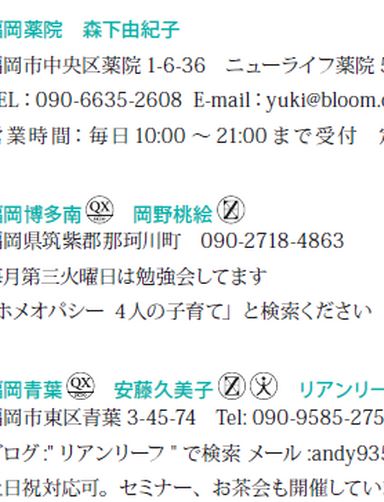 福岡薬院　森下由紀子
福岡市中央区薬院 1-6-36　ニューライフ薬院 5
TEL：090-6635-2608 E-mail：yuki@bloom.c
営業時間：毎日 10:00 ～ 21:00 まで受付
福岡博多南 QX　岡野桃絵 Z
福岡県筑紫郡那珂川町　090-2718-4863
毎月第三火曜日は勉強会してます
ホメオパシー 4人の子育て」と検索ください
福岡青葉 QX　安藤久美子 Z　リアンリー
福岡市東区青葉 3-45-74　Tel: 090-9585-275
ブログ:" リアンリーフ " で検索 メール :andy935
土日祝対応可。セミナー、お茶会も開催してい